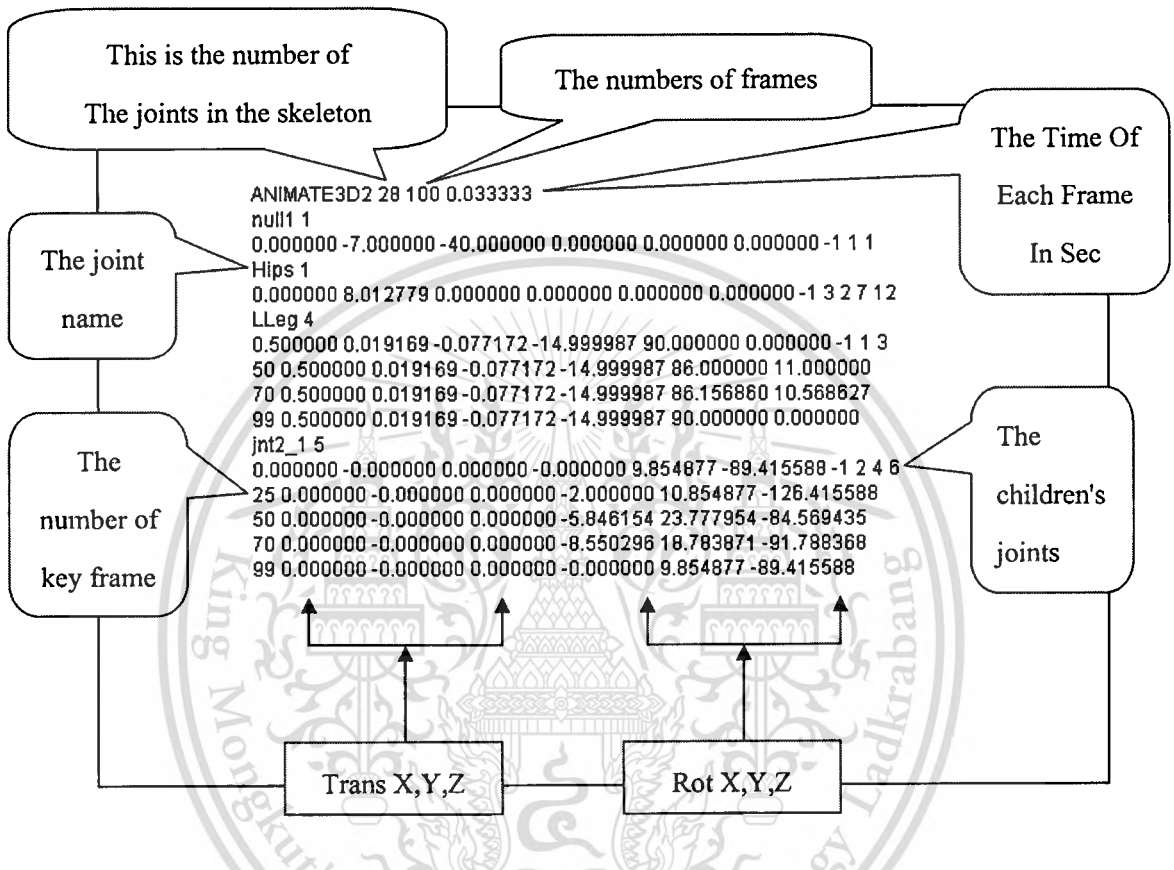 This is the number of
The joints in the skeleton
The numbers of frames
The Time Of
Each Frame
In Sec
The joint
name
The
number of
key frame
ANIMATE3D2 28 100 0.033333
null1 1
0.000000 -7.000000 -40.000000 0.000000 0.000000 0.000000 -1 1 1
Hips 1
0.000000 8.012779 0.000000 0.000000 0.000000 0.000000 -1 3 2 7 12
LLeg 4
0.500000 0.019169 -0.077172 -14.999987 90.000000 0.000000 -1 1 3
50 0.500000 0.019169 -0.077172 -14.999987 86.000000 11.000000
70 0.500000 0.019169 -0.077172 -14.999987 86.156860 10.568627
99 0.500000 0.019169 -0.077172 -14.999987 90.000000 0.000000
jnt2_1 5
0.000000 -0.000000 0.000000 -0.000000 9.854877 -89.415588 -1 2 4 6
25 0.000000 -0.000000 0.000000 -2.000000 10.854877 -126.415588
50 0.000000 -0.000000 0.000000 -5.846154 23.777954 -84.569435
70 0.000000 -0.000000 0.000000 -8.550296 18.783871 -91.788368
99 0.000000 -0.000000 0.000000 -0.000000 9.854877 -89.415588
The
children's
joints
Trans X,Y,Z
Rot X,Y,Z
King Mongkut's
Ladkrabang